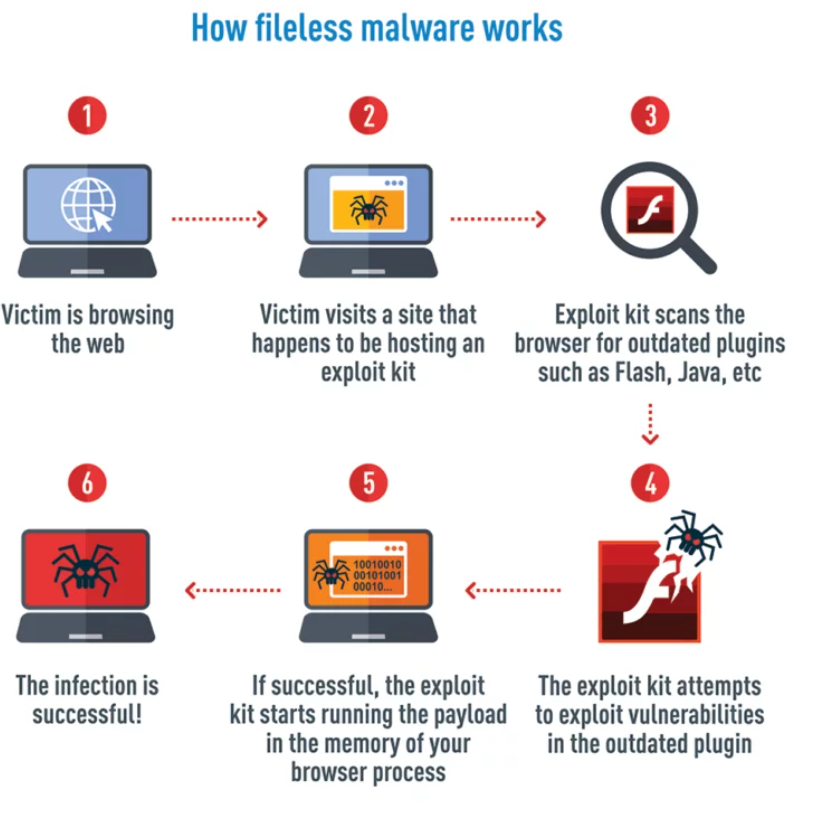 How fileless malware works
1
2
3
Victim is browsing
the web
Victim visits a site that
happens to be hosting an
exploit kit
Exploit kit scans the
browser for outdated plugins
such as Flash, Java, etc
6
5
4
10010010
00101001
00010...
The infection is
successful!
If successful, the exploit
kit starts running the payload
in the memory of your
browser process
The exploit kit attempts
to exploit vulnerabilities
in the outdated plugin